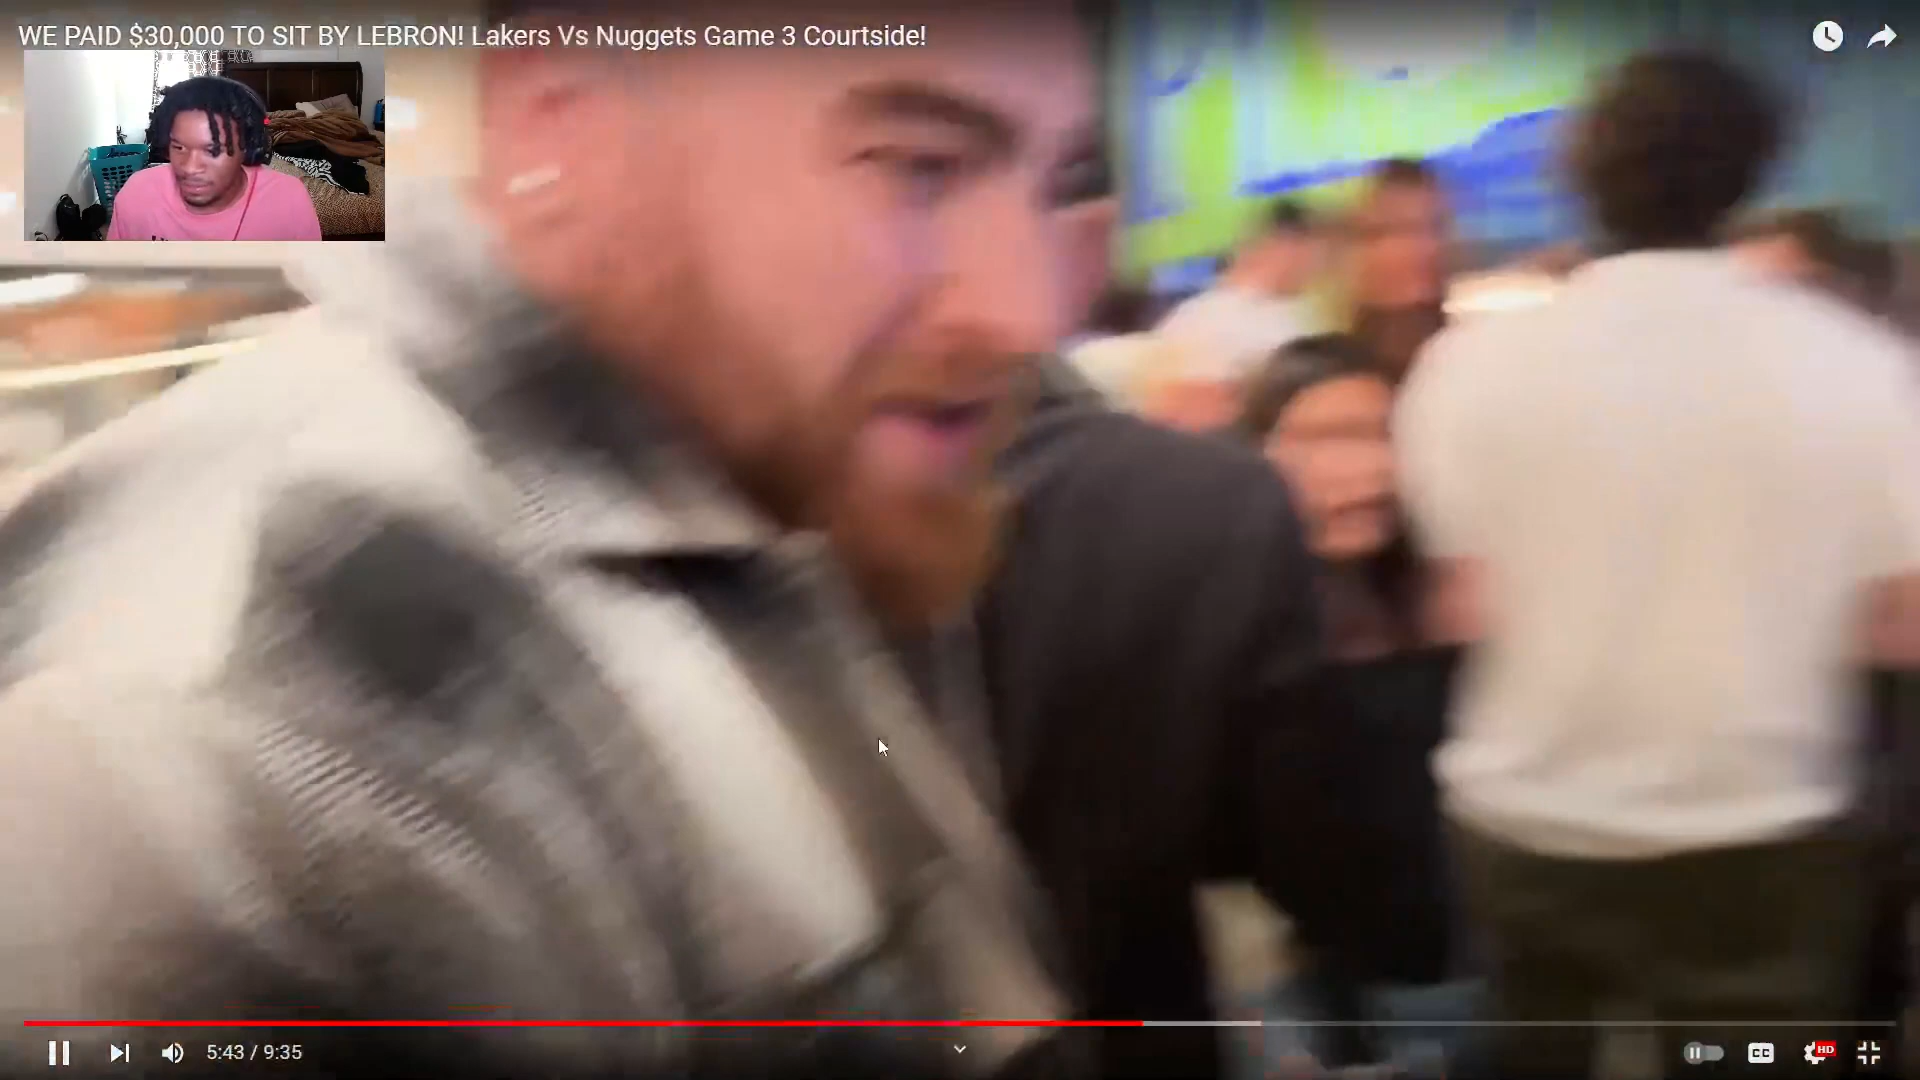 WE PAID $30,000 TO SIT BY LEBRON! Lakers Vs Nuggets Game 3 Courtside!
5:43 / 9:35
CC
HD